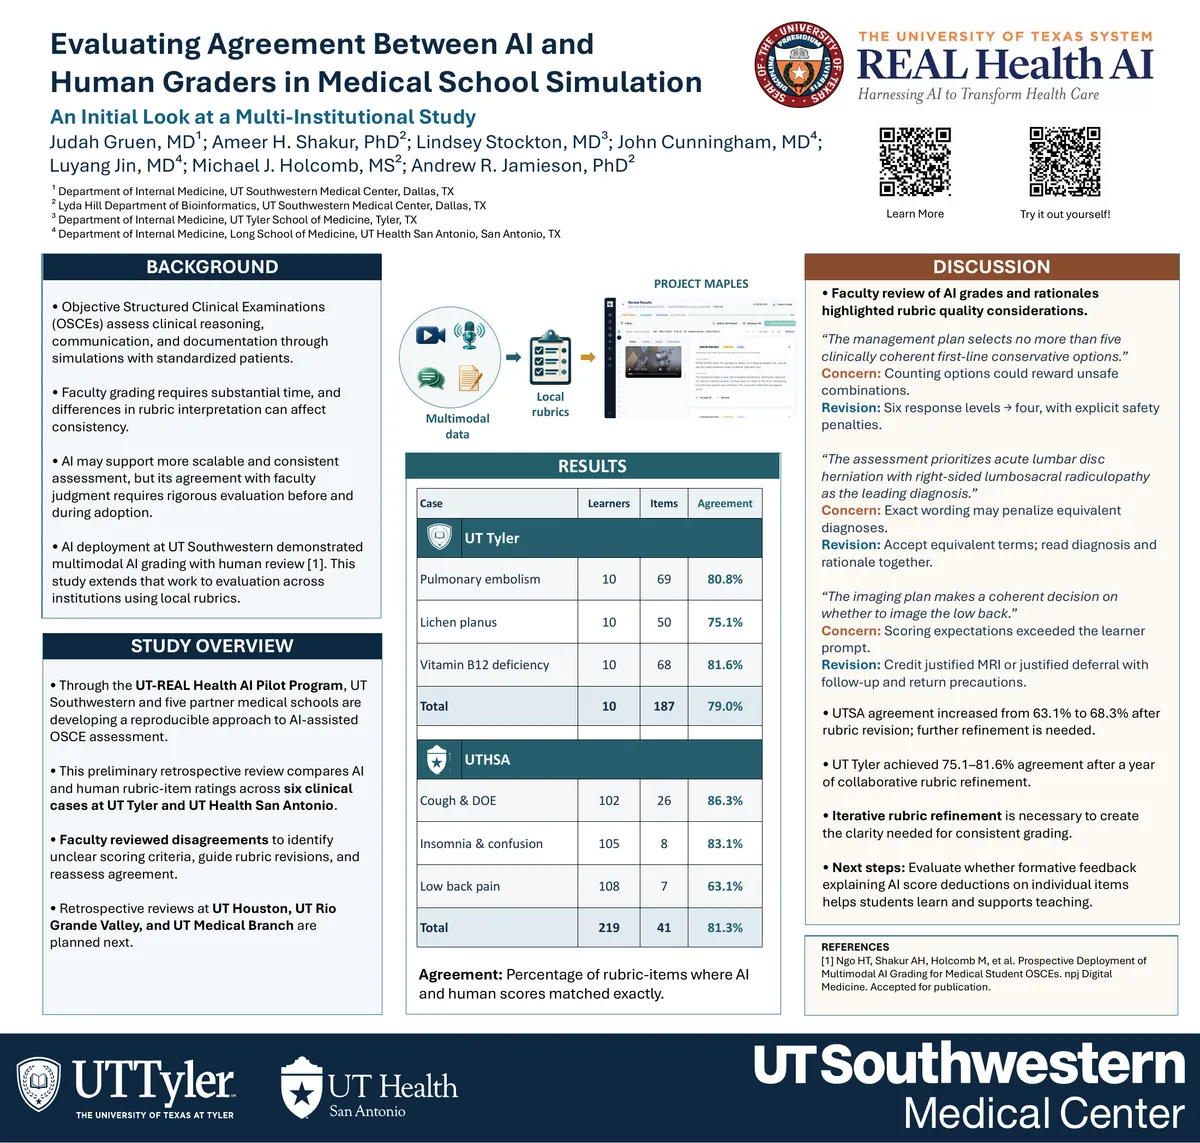 Evaluating Agreement Between AI and
Human Graders in Medical School Simulation
An Initial Look at a Multi-Institutional Study
Judah Gruen, MD¹; Ameer H. Shakur, PhD²; Lindsey Stockton, MD³; John Cunningham, MD⁴;
Luyang Jin, MD⁴; Michael J. Holcomb, MS²; Andrew R. Jamieson, PhD²
¹ Department of Internal Medicine, UT Southwestern Medical Center, Dallas, TX
² Lyda Hill Department of Bioinformatics, UT Southwestern Medical Center, Dallas, TX
³ Department of Internal Medicine, UT Tyler School of Medicine, Tyler, TX
⁴ Department of Internal Medicine, Long School of Medicine, UT Health San Antonio, San Antonio, TX
THE UNIVERSITY OF TEXAS SYSTEM
REAL Health AI
Harnessing AI to Transform Health Care
Learn More
Try it out yourself!
BACKGROUND
• Objective Structured Clinical Examinations
(OSCEs) assess clinical reasoning,
communication, and documentation through
simulations with standardized patients.
• Faculty grading requires substantial time, and
differences in rubric interpretation can affect
consistency.
• AI may support more scalable and consistent
assessment, but its agreement with faculty
judgment requires rigorous evaluation before and
during adoption.
• AI deployment at UT Southwestern demonstrated
multimodal AI grading with human review [1]. This
study extends that work to evaluation across
institutions using local rubrics.
STUDY OVERVIEW
• Through the UT-REAL Health AI Pilot Program, UT
Southwestern and five partner medical schools are
developing a reproducible approach to AI-assisted
OSCE assessment.
• This preliminary retrospective review compares AI
and human rubric-item ratings across six clinical
cases at UT Tyler and UT Health San Antonio.
• Faculty reviewed disagreements to identify
unclear scoring criteria, guide rubric revisions, and
reassess agreement.
• Retrospective reviews at UT Houston, UT Rio
Grande Valley, and UT Medical Branch are
planned next.
PROJECT MAPLES
Review Results
Multimodal
data
Local
rubrics
RESULTS
Case Learners Items Agreement
UT Tyler
Pulmonary embolism 10 69 80.8%
Lichen planus 10 50 75.1%
Vitamin B12 deficiency 10 68 81.6%
Total 10 187 79.0%
UTHSA
Cough & DOE 102 26 86.3%
Insomnia & confusion 105 8 83.1%
Low back pain 108 7 63.1%
Total 219 41 81.3%
Agreement: Percentage of rubric-items where AI
and human scores matched exactly.
DISCUSSION
• Faculty review of AI grades and rationales
highlighted rubric quality considerations.
“The management plan selects no more than five
clinically coherent first-line conservative options.”
Concern: Counting options could reward unsafe
combinations.
Revision: Six response levels → four, with explicit safety
penalties.
“The assessment prioritizes acute lumbar disc
herniation with right-sided lumbosacral radiculopathy
as the leading diagnosis.”
Concern: Exact wording may penalize equivalent
diagnoses.
Revision: Accept equivalent terms; read diagnosis and
rationale together.
“The imaging plan makes a coherent decision on
whether to image the low back.”
Concern: Scoring expectations exceeded the learner
prompt.
Revision: Credit justified MRI or justified deferral with
follow-up and return precautions.
• UTSA agreement increased from 63.1% to 68.3% after
rubric revision; further refinement is needed.
• UT Tyler achieved 75.1–81.6% agreement after a year
of collaborative rubric refinement.
• Iterative rubric refinement is necessary to create
the clarity needed for consistent grading.
• Next steps: Evaluate whether formative feedback
explaining AI score deductions on individual items
helps students learn and supports teaching.
REFERENCES
[1] Ngo HT, Shakur AH, Holcomb M, et al. Prospective Deployment of
Multimodal AI Grading for Medical Student OSCEs. npj Digital
Medicine. Accepted for publication.
UT Tyler
THE UNIVERSITY OF TEXAS AT TYLER
UT Health
San Antonio
UT Southwestern
Medical Center